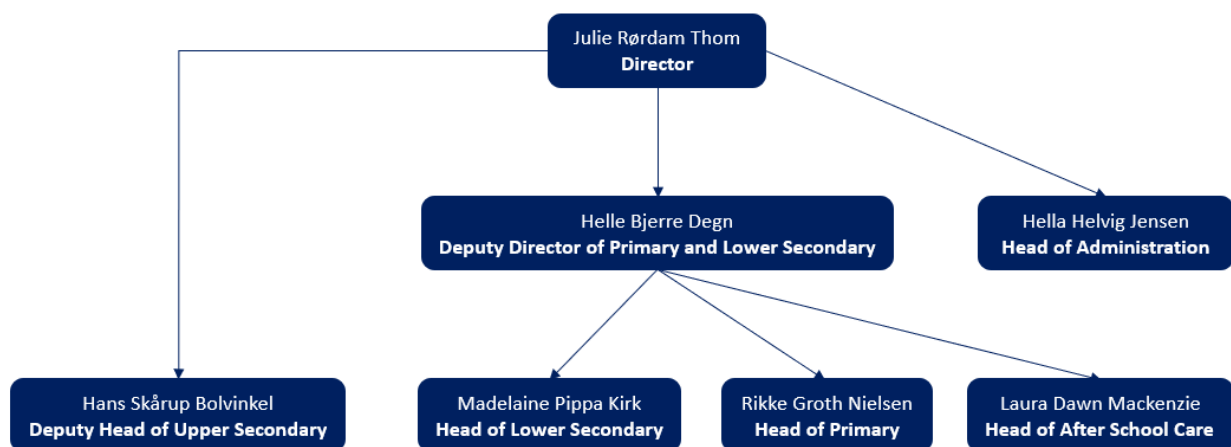 Julie Rørdam Thom
Director
Helle Bjerre Degn
Deputy Director of Primary and Lower Secondary
Hella Helvig Jensen
Head of Administration
Hans Skårup Bolvinkel
Deputy Head of Upper Secondary
Madelaine Pippa Kirk
Head of Lower Secondary
Rikke Groth Nielsen
Head of Primary
Laura Dawn Mackenzie
Head of After School Care